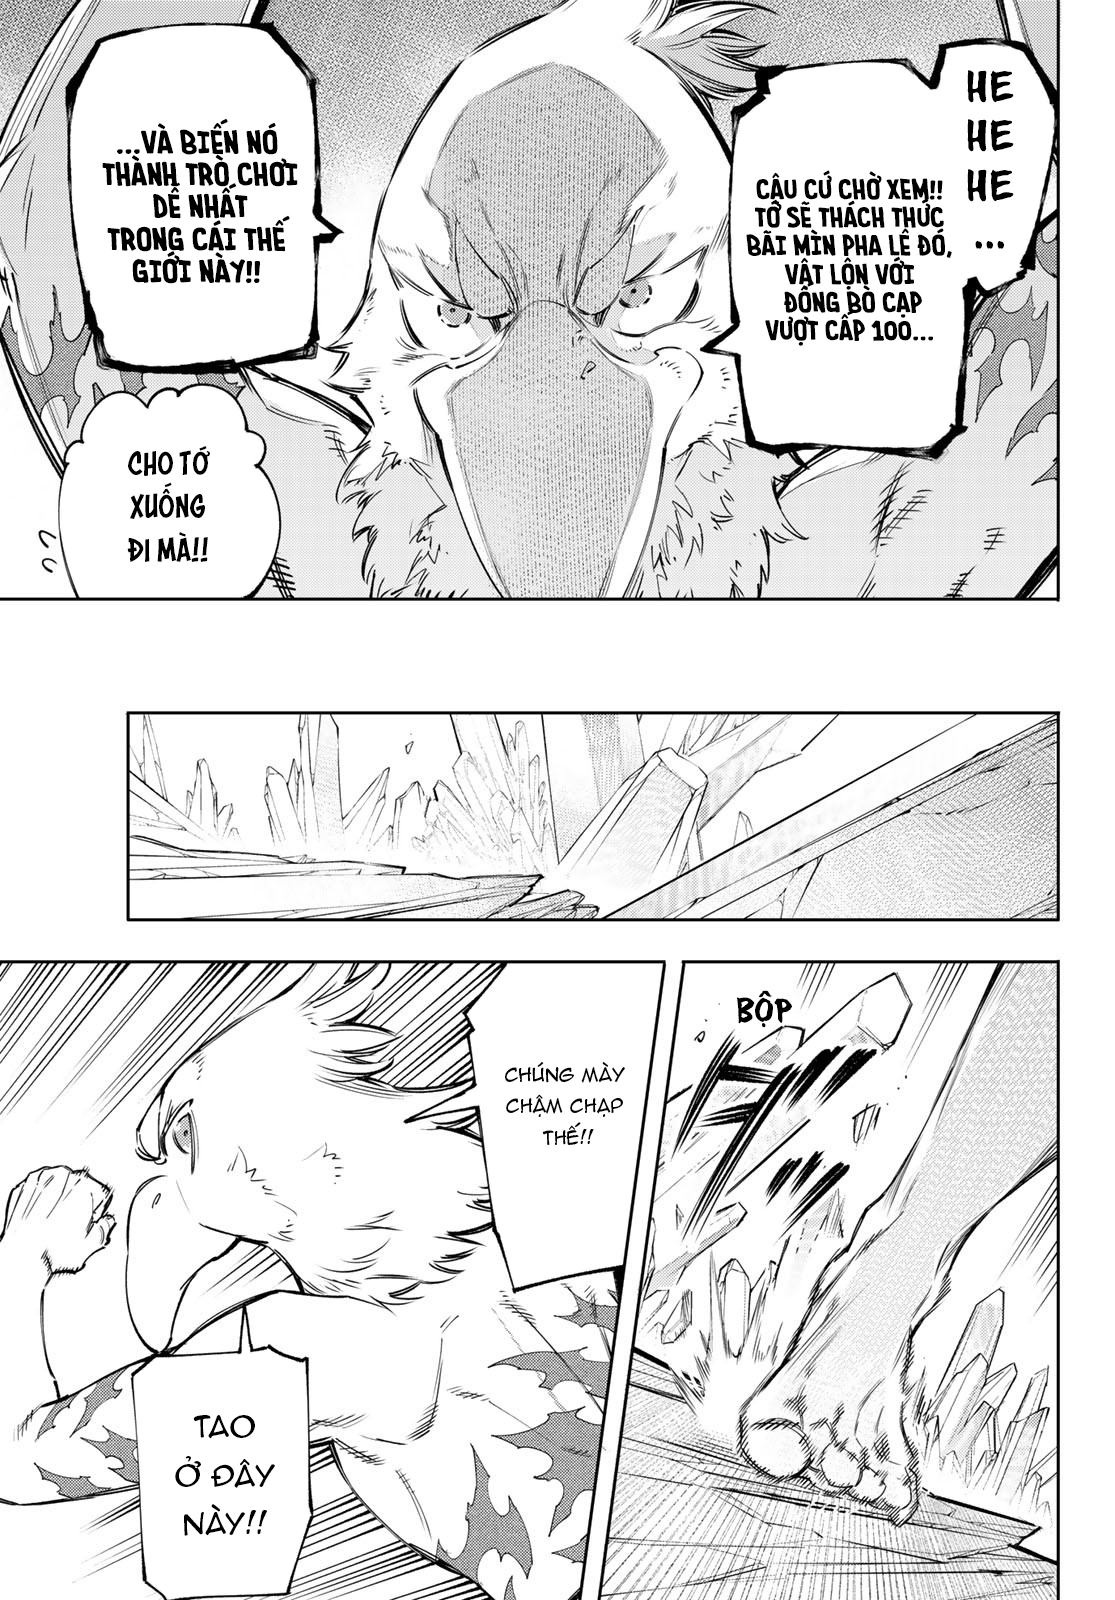 HE
HE
HE
...
CẬU CỨ CHỜ XEM!!
TỚ SẼ THÁCH THỨC
BÃI MÌN PHA LÊ ĐÓ,
VẬT LỘN VỚI
ĐỐNG BỌ CẠP
VƯỢT CẤP 100...
...VÀ BIẾN NÓ
THÀNH TRÒ CHƠI
DỄ NHẤT
TRONG CÁI THẾ
GIỚI NÀY!!
CHO TỚ
XUỐNG
ĐI MÀ!!
BỘP
CHÚNG MÀY
CHẬM CHẠP
THẾ!!
TAO
Ở ĐÂY
NÀY!!